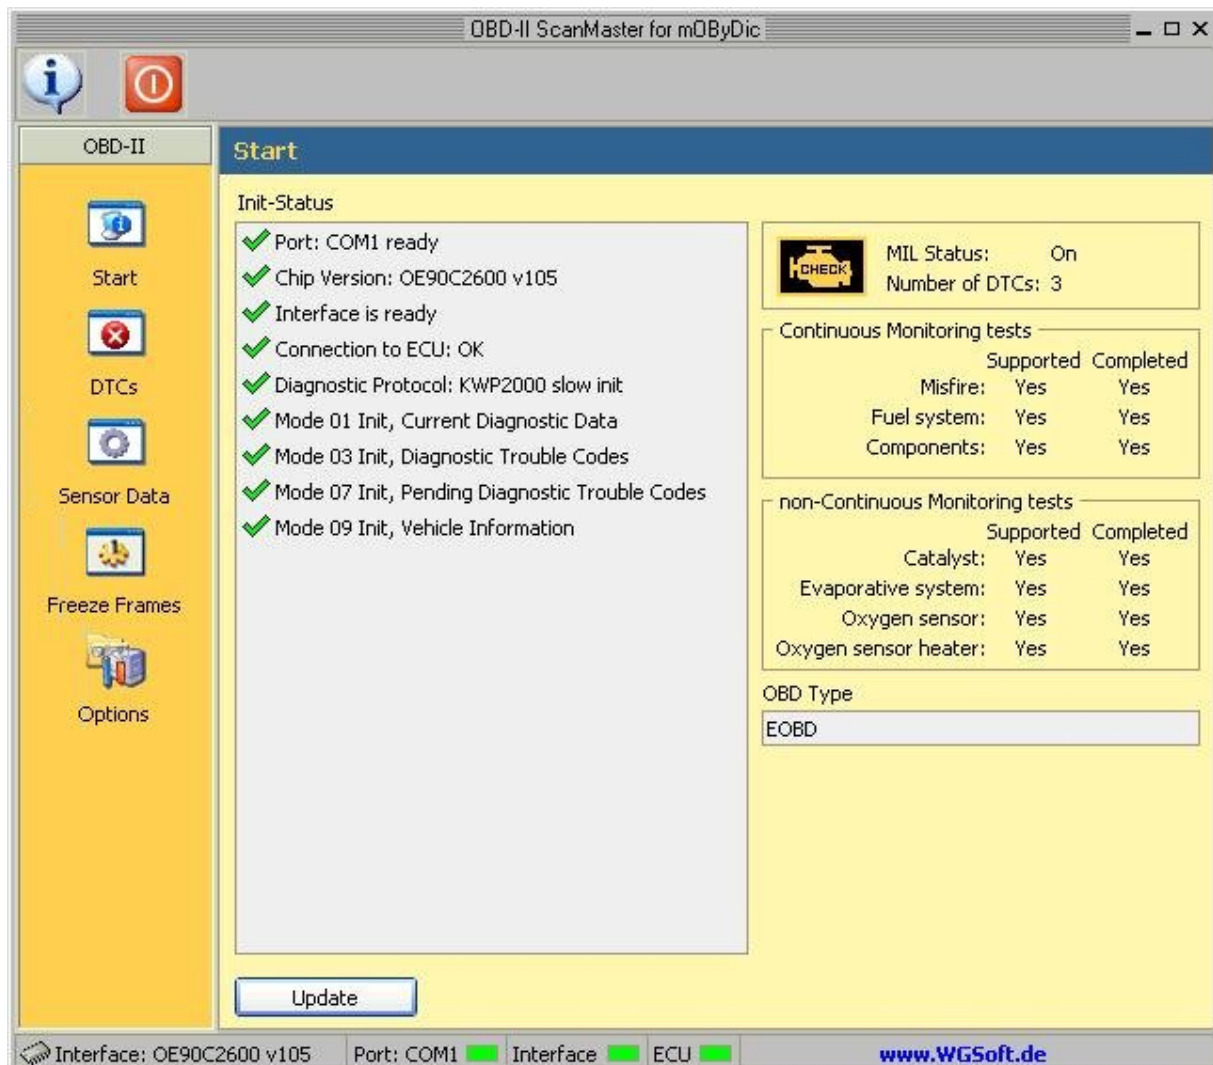 OBD-II ScanMaster for mOByDic
OBD-II
Start
DTCs
Sensor Data
Freeze Frames
Options
Start
Init-Status
Port: COM1 ready
Chip Version: OE90C2600 v105
Interface is ready
Connection to ECU: OK
Diagnostic Protocol: KWP2000 slow init
Mode 01 Init, Current Diagnostic Data
Mode 03 Init, Diagnostic Trouble Codes
Mode 07 Init, Pending Diagnostic Trouble Codes
Mode 09 Init, Vehicle Information
Update
CHECK
MIL Status: On
Number of DTCs: 3
Continuous Monitoring tests
Supported Completed
Misfire: Yes Yes
Fuel system: Yes Yes
Components: Yes Yes
non-Continuous Monitoring tests
Supported Completed
Catalyst: Yes Yes
Evaporative system: Yes Yes
Oxygen sensor: Yes Yes
Oxygen sensor heater: Yes Yes
OBD Type
EOBD
Interface: OE90C2600 v105 Port: COM1 Interface ECU www.WGSoft.de